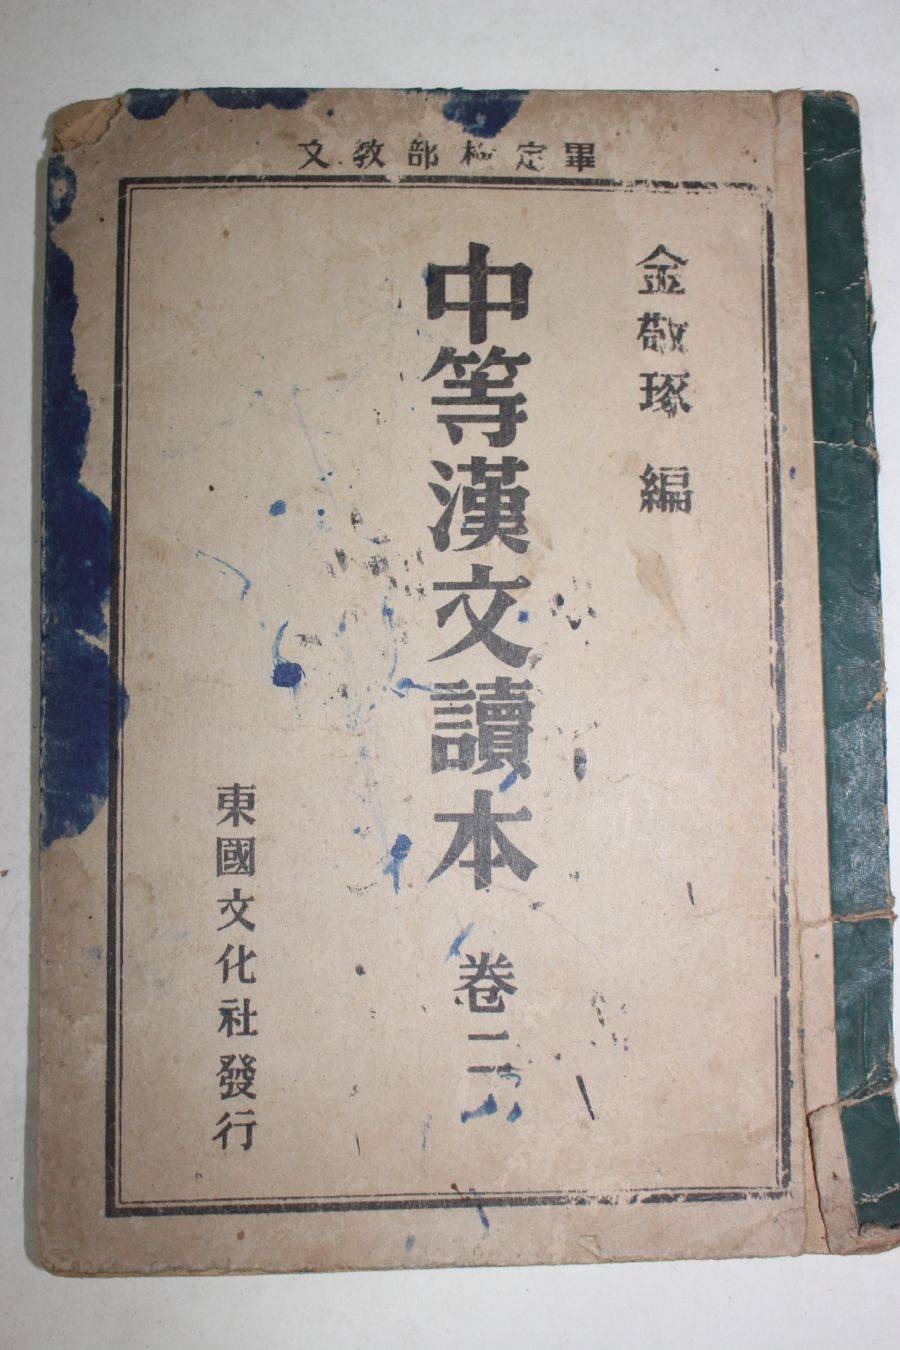 文教部検定畢
金敬琢 編
中等漢文讀本 卷二
東國文化社發行